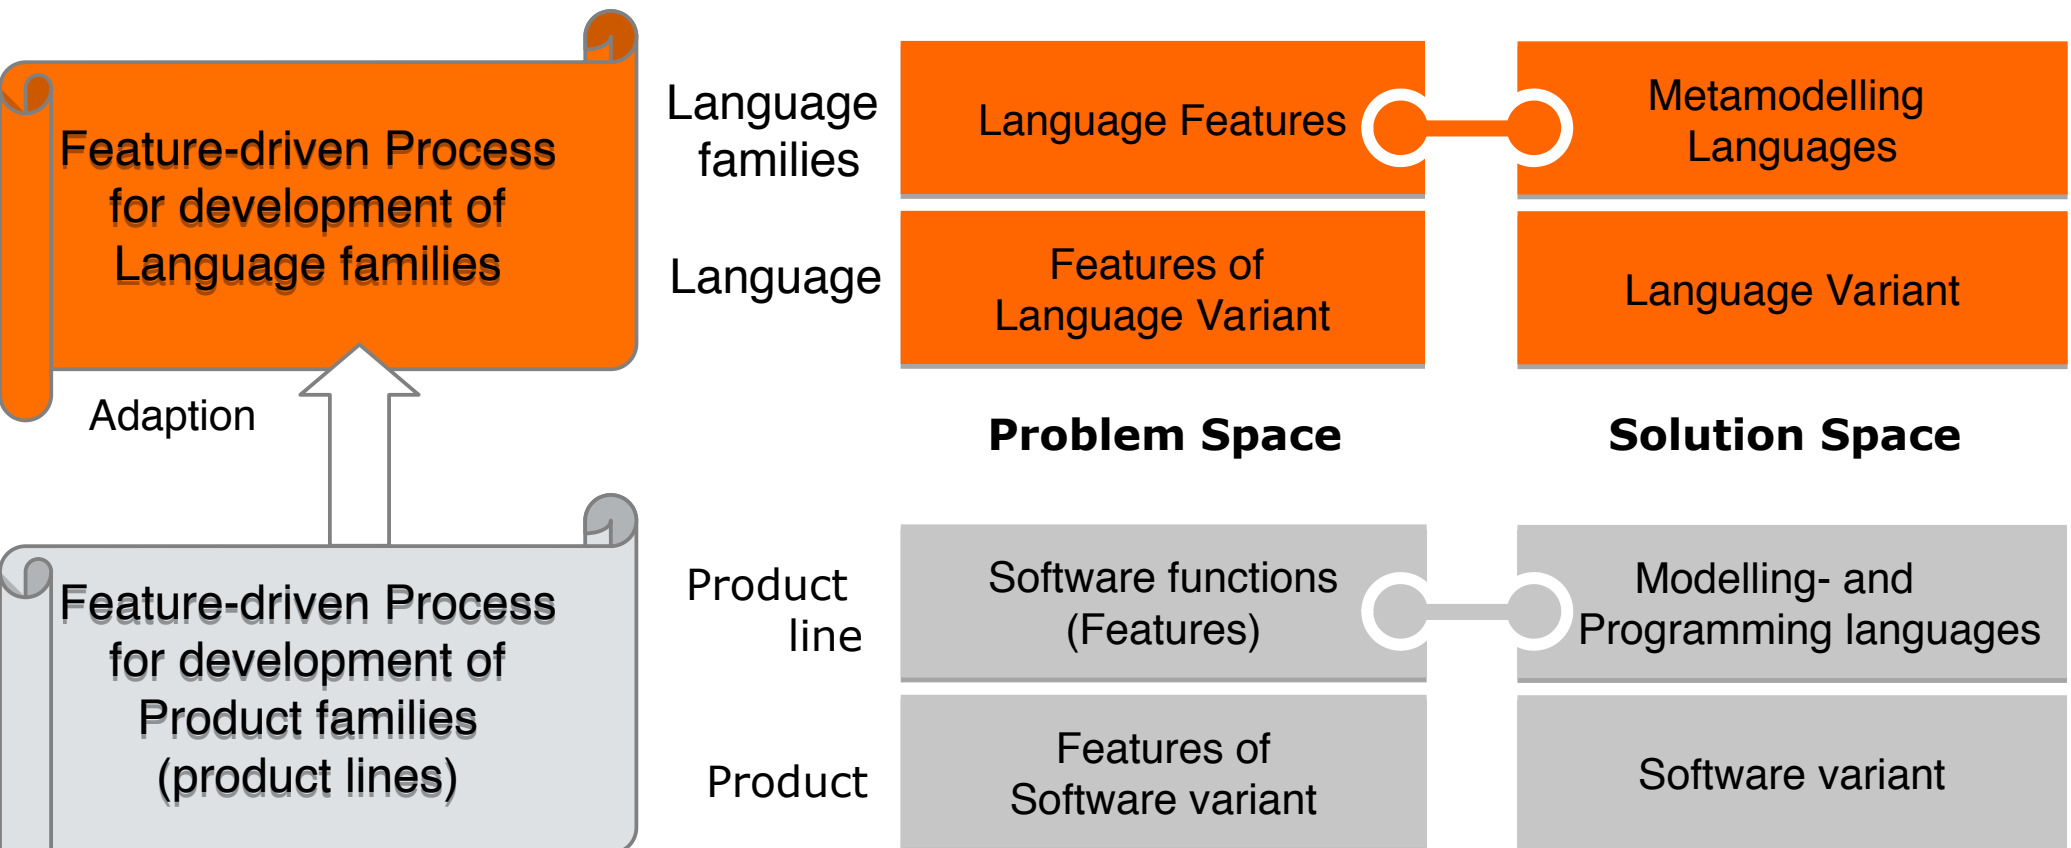 Feature-driven Process
for development of
Language families
Language
families
Language Features
Metamodelling
Languages
Language
Features of
Language Variant
Language Variant
Adaption
Problem Space
Solution Space
Feature-driven Process
for development of
Product families
(product lines)
Product
line
Software functions
(Features)
Modelling- and
Programming languages
Product
Features of
Software variant
Software variant